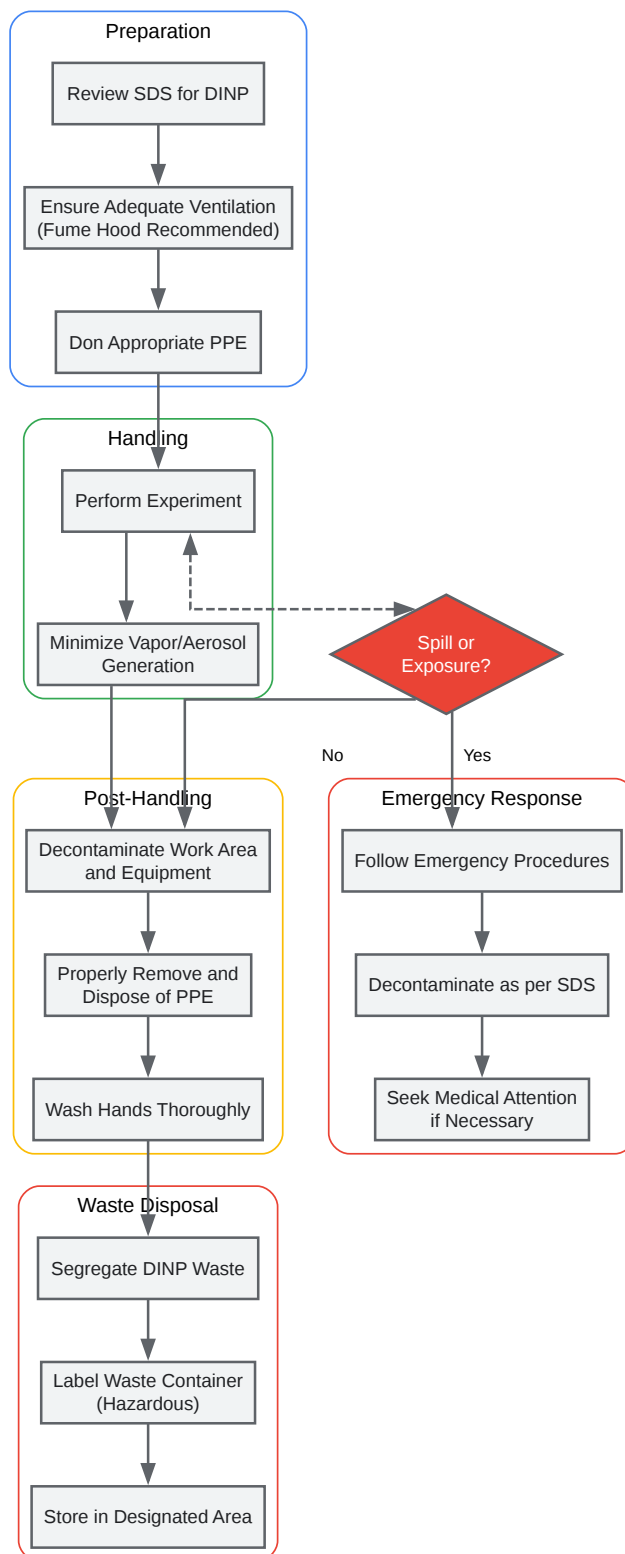 Preparation
Review SDS for DINP
Ensure Adequate Ventilation
(Fume Hood Recommended)
Don Appropriate PPE
Handling
Perform Experiment
Minimize Vapor/Aerosol
Generation
Spill or
Exposure?
No
Yes
Post-Handling
Decontaminate Work Area
and Equipment
Properly Remove and
Dispose of PPE
Wash Hands Thoroughly
Emergency Response
Follow Emergency Procedures
Decontaminate as per SDS
Seek Medical Attention
if Necessary
Waste Disposal
Segregate DINP Waste
Label Waste Container
(Hazardous)
Store in Designated Area